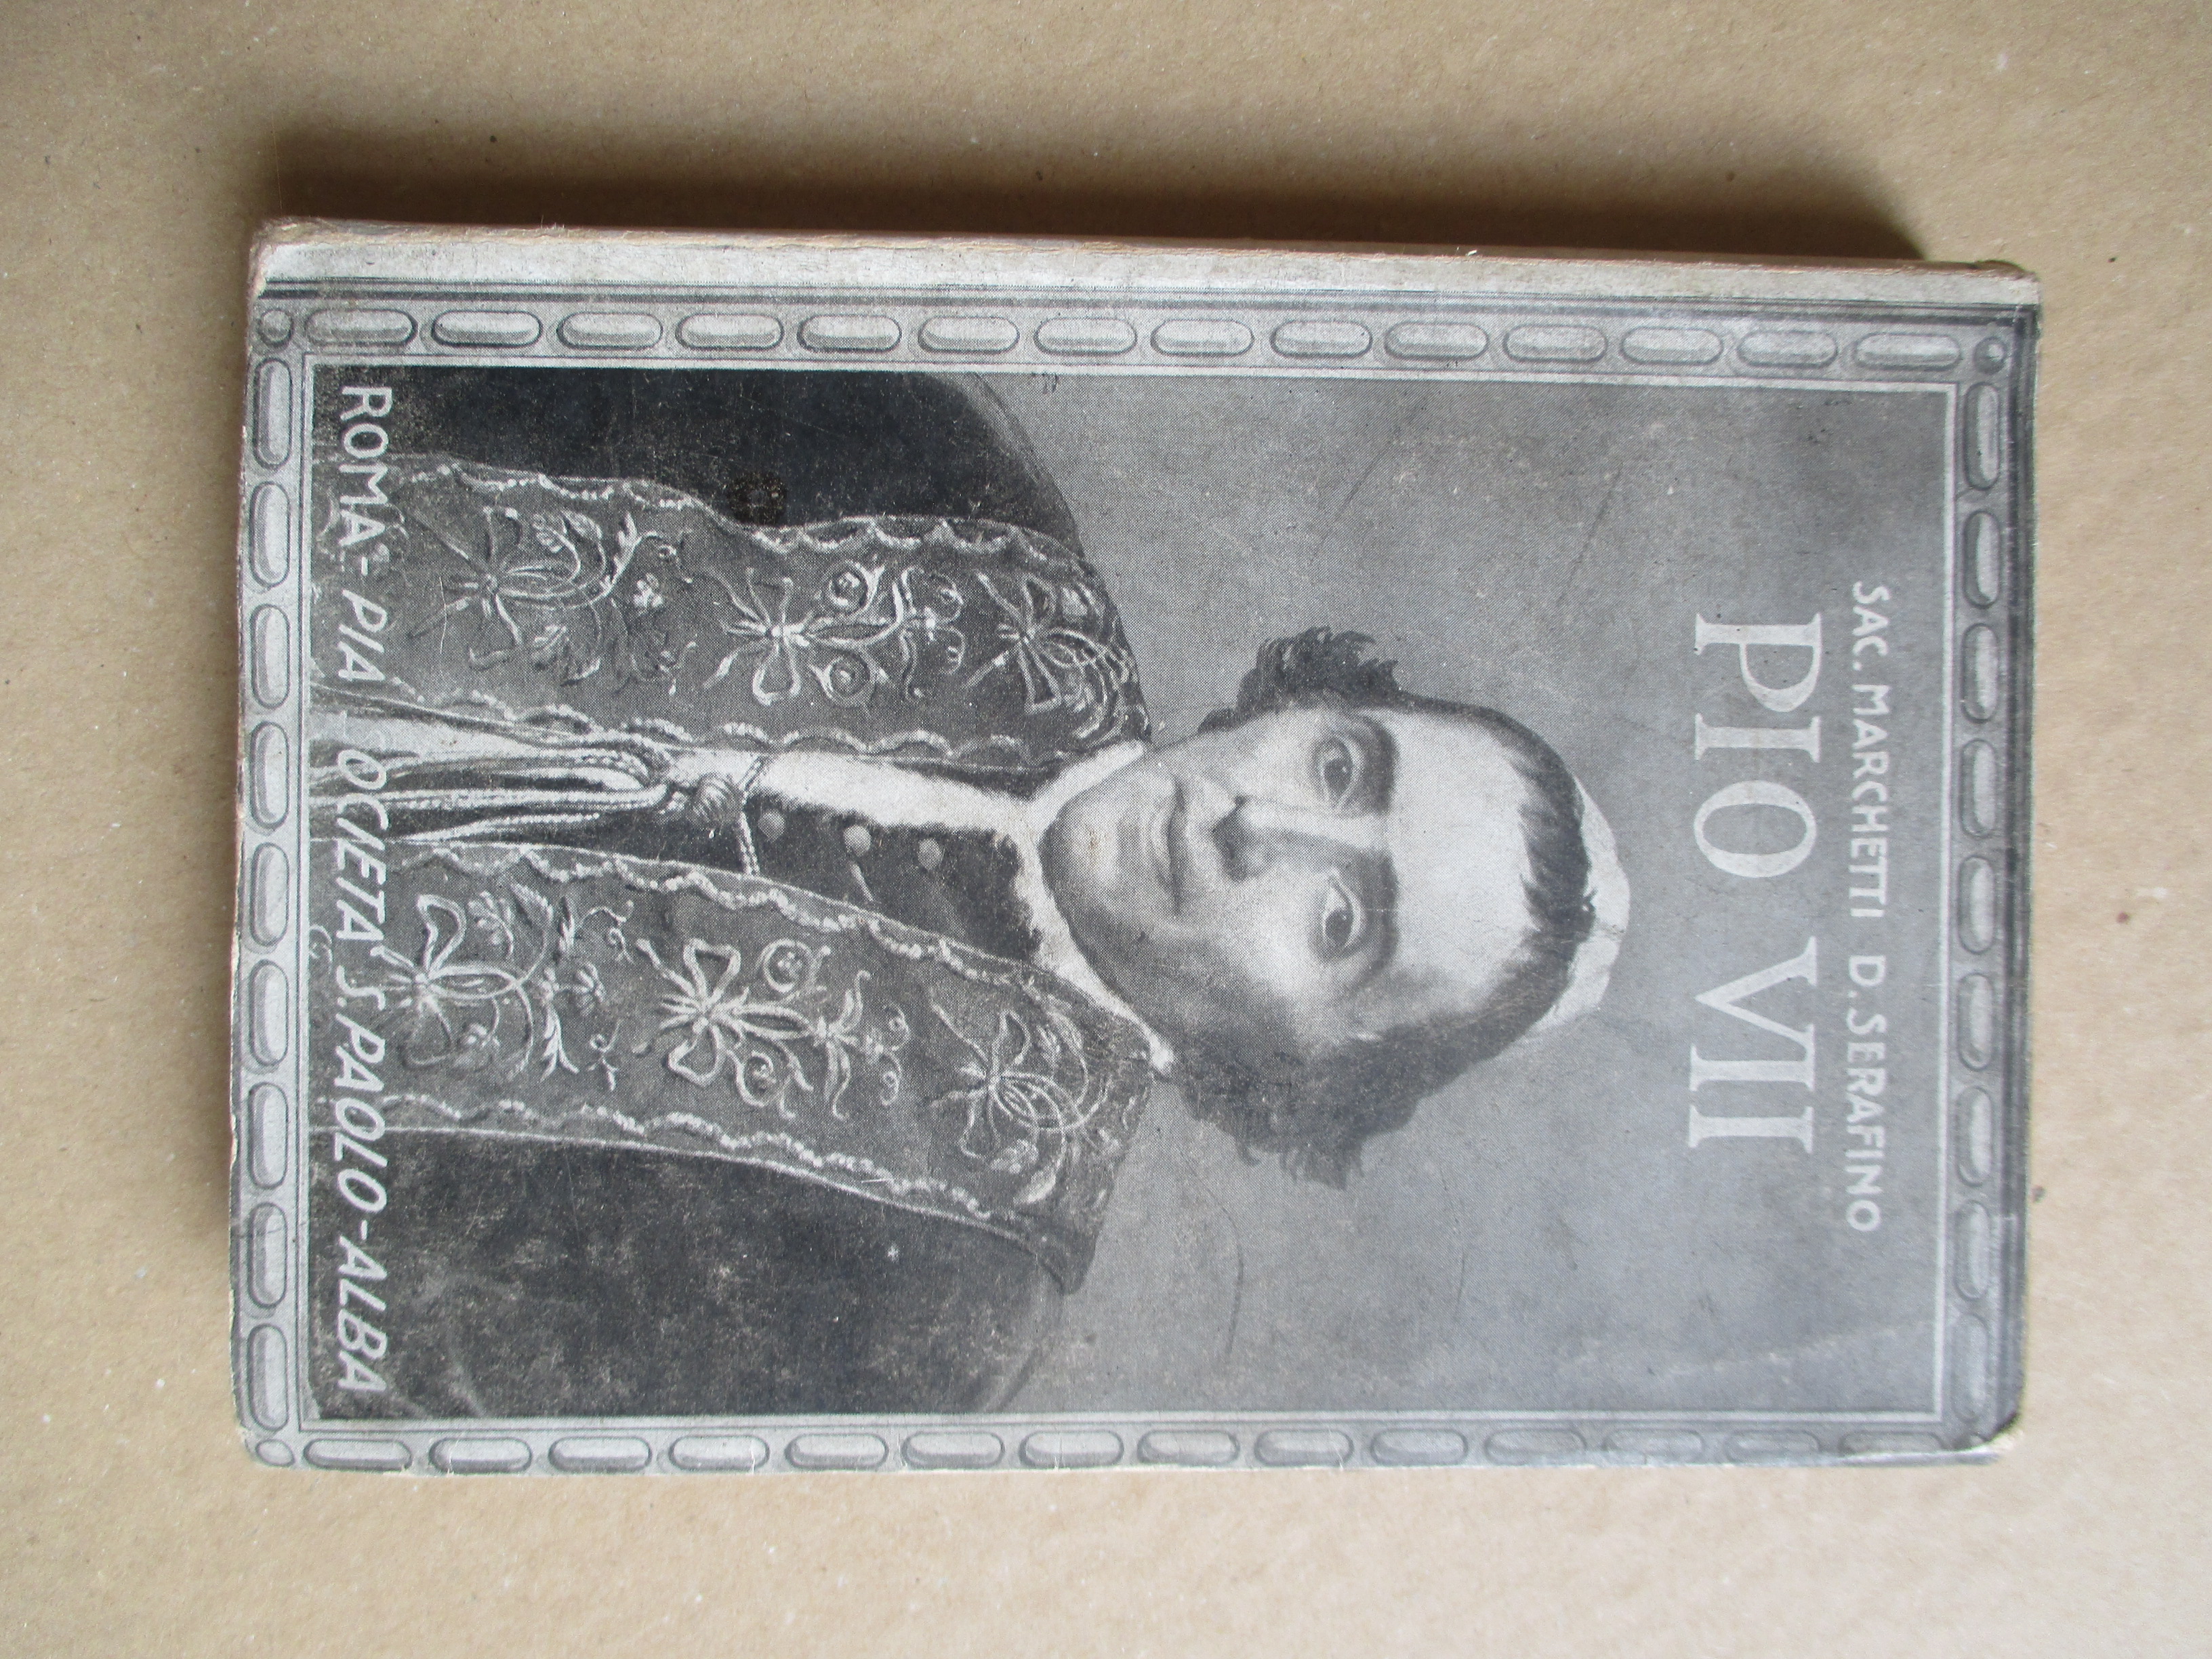 SAC. MARCHETTI D. SERAFINO
PIO VII
ROMA - PIA SOCIETA' S. PAOLO - ALBA